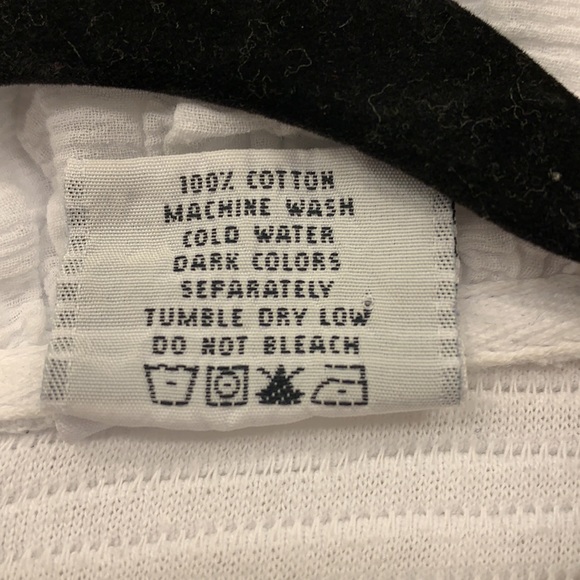 100% COTTON
MACHINE WASH
COLD WATER
DARK COLORS
SEPARATELY
TUMBLE DRY LOW
DO NOT BLEACH